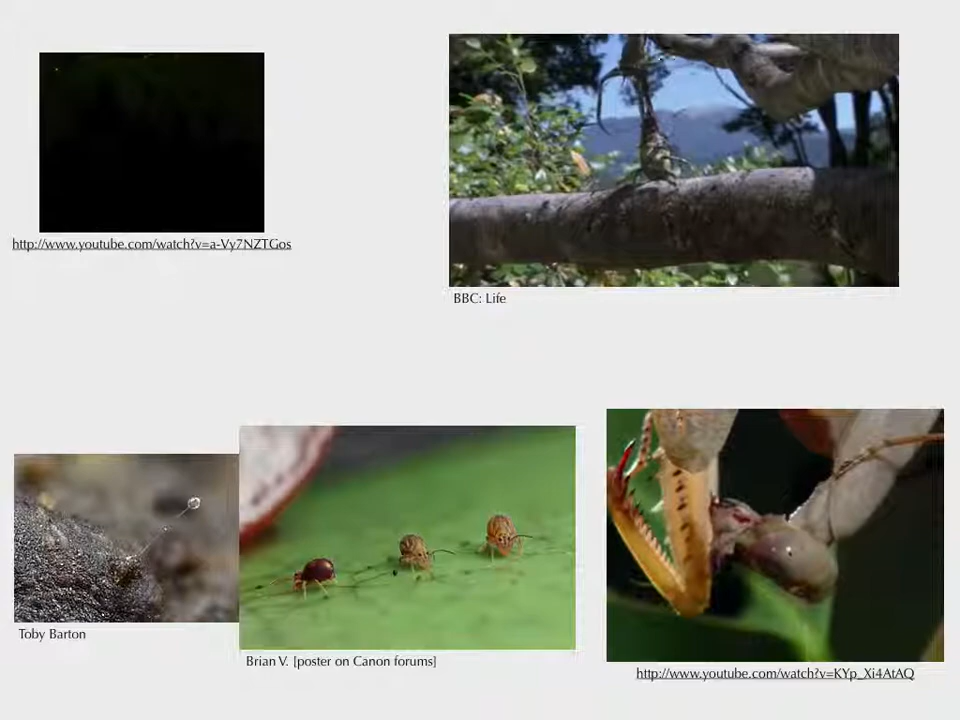 http://www.youtube.com/watch?v=a-Vy7NZTGos
BBC: Life
Toby Barton
Brian V. [poster on Canon forums]
http://www.youtube.com/watch?v=KYp_Xi4AtAQ